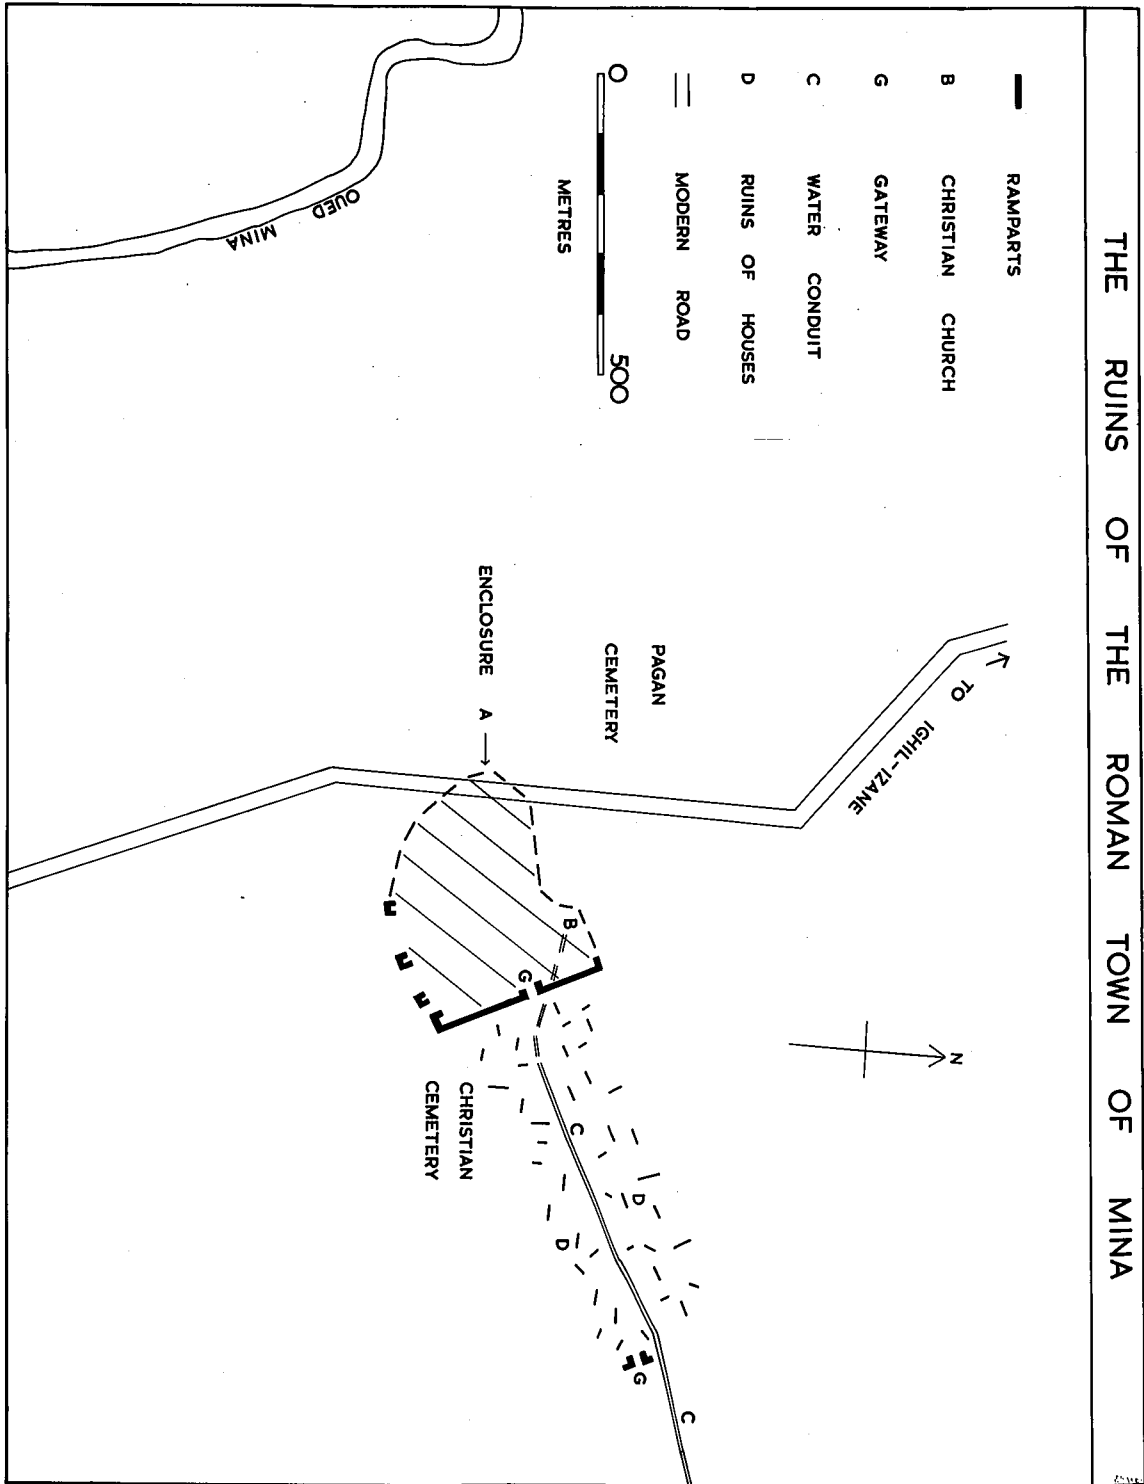 THE RUINS OF THE ROMAN TOWN OF MINA
RAMPARTS
B CHRISTIAN CHURCH
G GATEWAY
C WATER CONDUIT
D RUINS OF HOUSES
MODERN ROAD
0 500
METRES
OUED
MINA
TO IGHIL-IZANE
PAGAN
CEMETERY
ENCLOSURE A
B
G
N
C
CHRISTIAN
CEMETERY
D
D
G
C